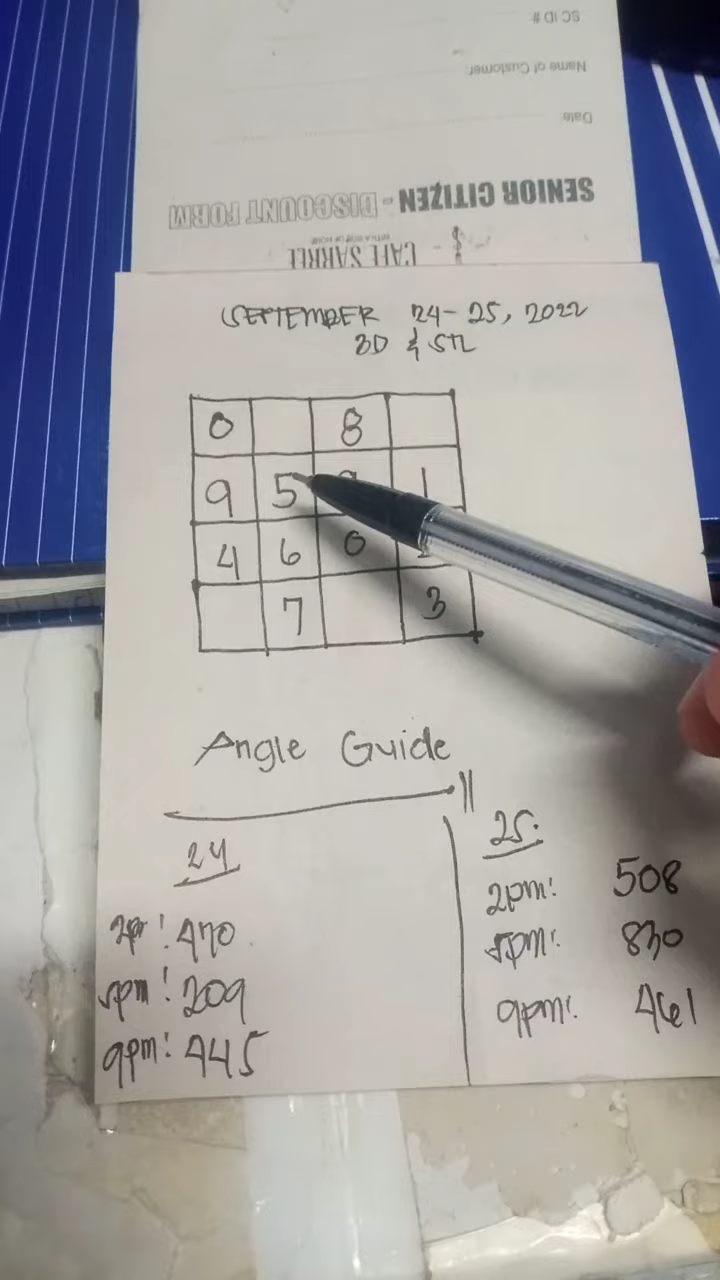 SC ID #
Name of Customer
Date:
SENIOR CITIZEN - DISCOUNT FORM
CAFE SARREE
SEPTEMBER 24-25, 2022
3D & STL
0 8
9 5 1
4 6 0
7 3
Angle Guide
24
2pm: 470
5pm: 209
9pm: 445
25.
2pm: 508
5pm: 830
9pm: 461